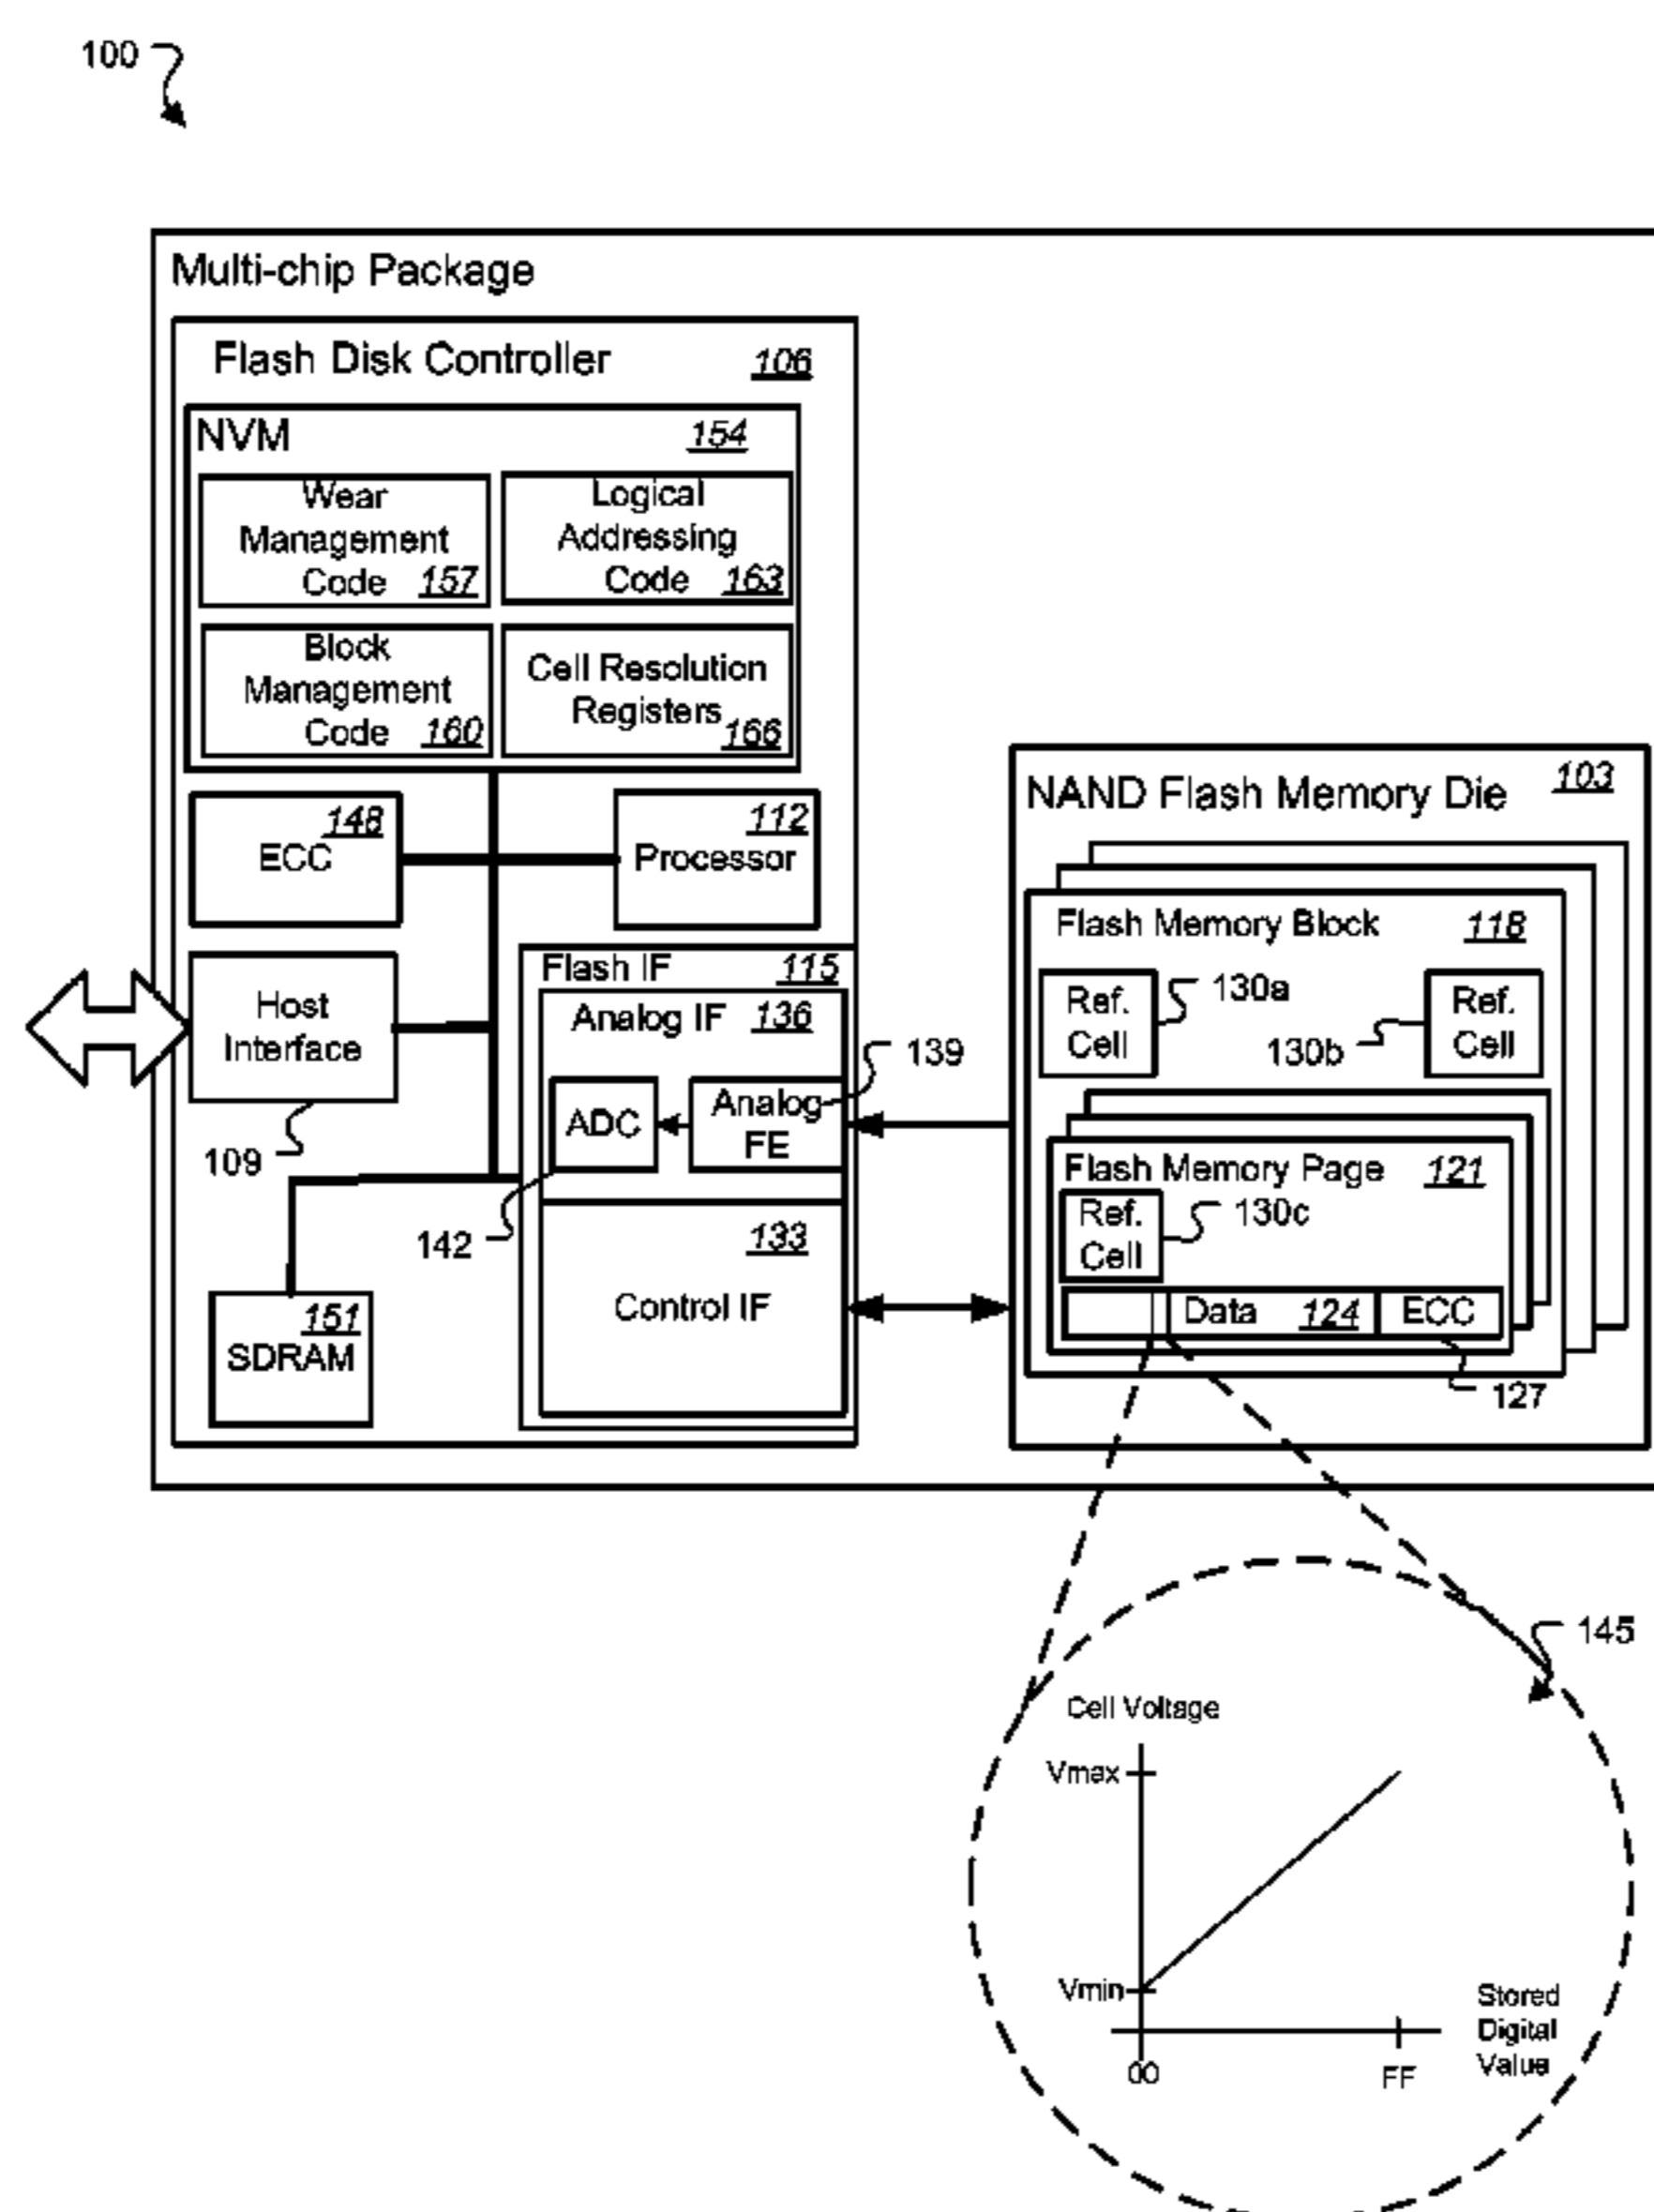 100
Multi-chip Package
Flash Disk Controller 106
NVM 154
Wear
Management
Code 157
Logical
Addressing
Code 163
Block
Management
Code 160
Cell Resolution
Registers 166
148
ECC
112
Processor
Host
Interface
109
Flash IF 115
Analog IF 136
139
ADC
Analog
FE
142
133
Control IF
151
SDRAM
NAND Flash Memory Die 103
Flash Memory Block 118
Ref.
Cell
130a
130b
Ref.
Cell
Flash Memory Page 121
Ref.
Cell
130c
Data 124 ECC
127
145
Cell Voltage
Vmax
Vmin
00
FF
Stored
Digital
Value